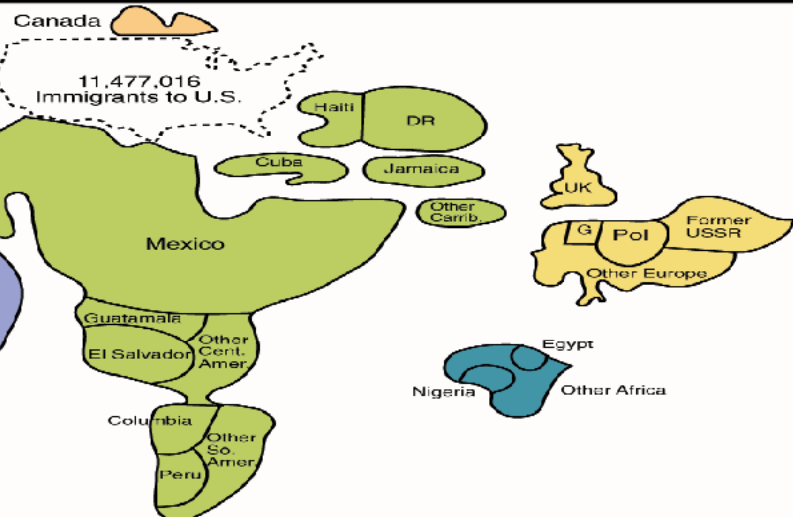 Canada
11,477,016
Immigrants to U.S.
Haiti
DR
Cuba
Jamaica
Other
Carrib.
UK
Mexico
G
Pol
Former
USSR
Other Europe
Guatamala
El Salvador
Other
Cent.
Amer.
Egypt
Nigeria
Other Africa
Columbia
Other
So.
Amer.
Peru